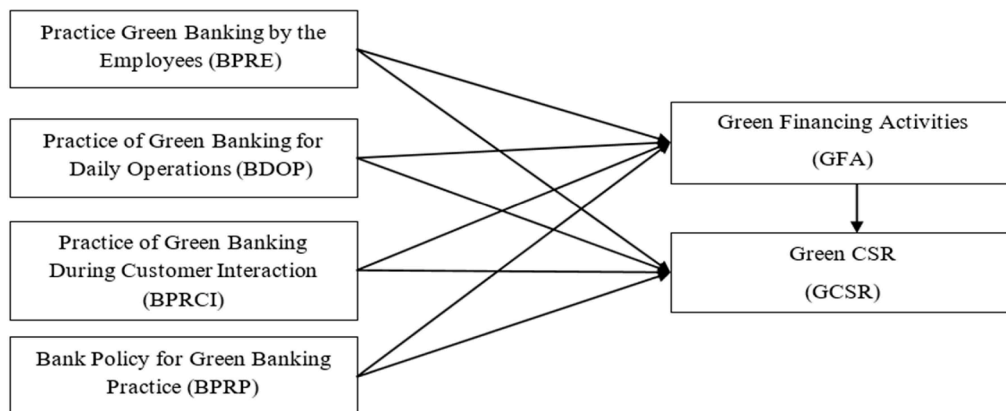 Practice Green Banking by the
Employees (BPRE)
Practice of Green Banking for
Daily Operations (BDOP)
Practice of Green Banking
During Customer Interaction
(BPRCI)
Bank Policy for Green Banking
Practice (BPRP)
Green Financing Activities
(GFA)
Green CSR
(GCSR)